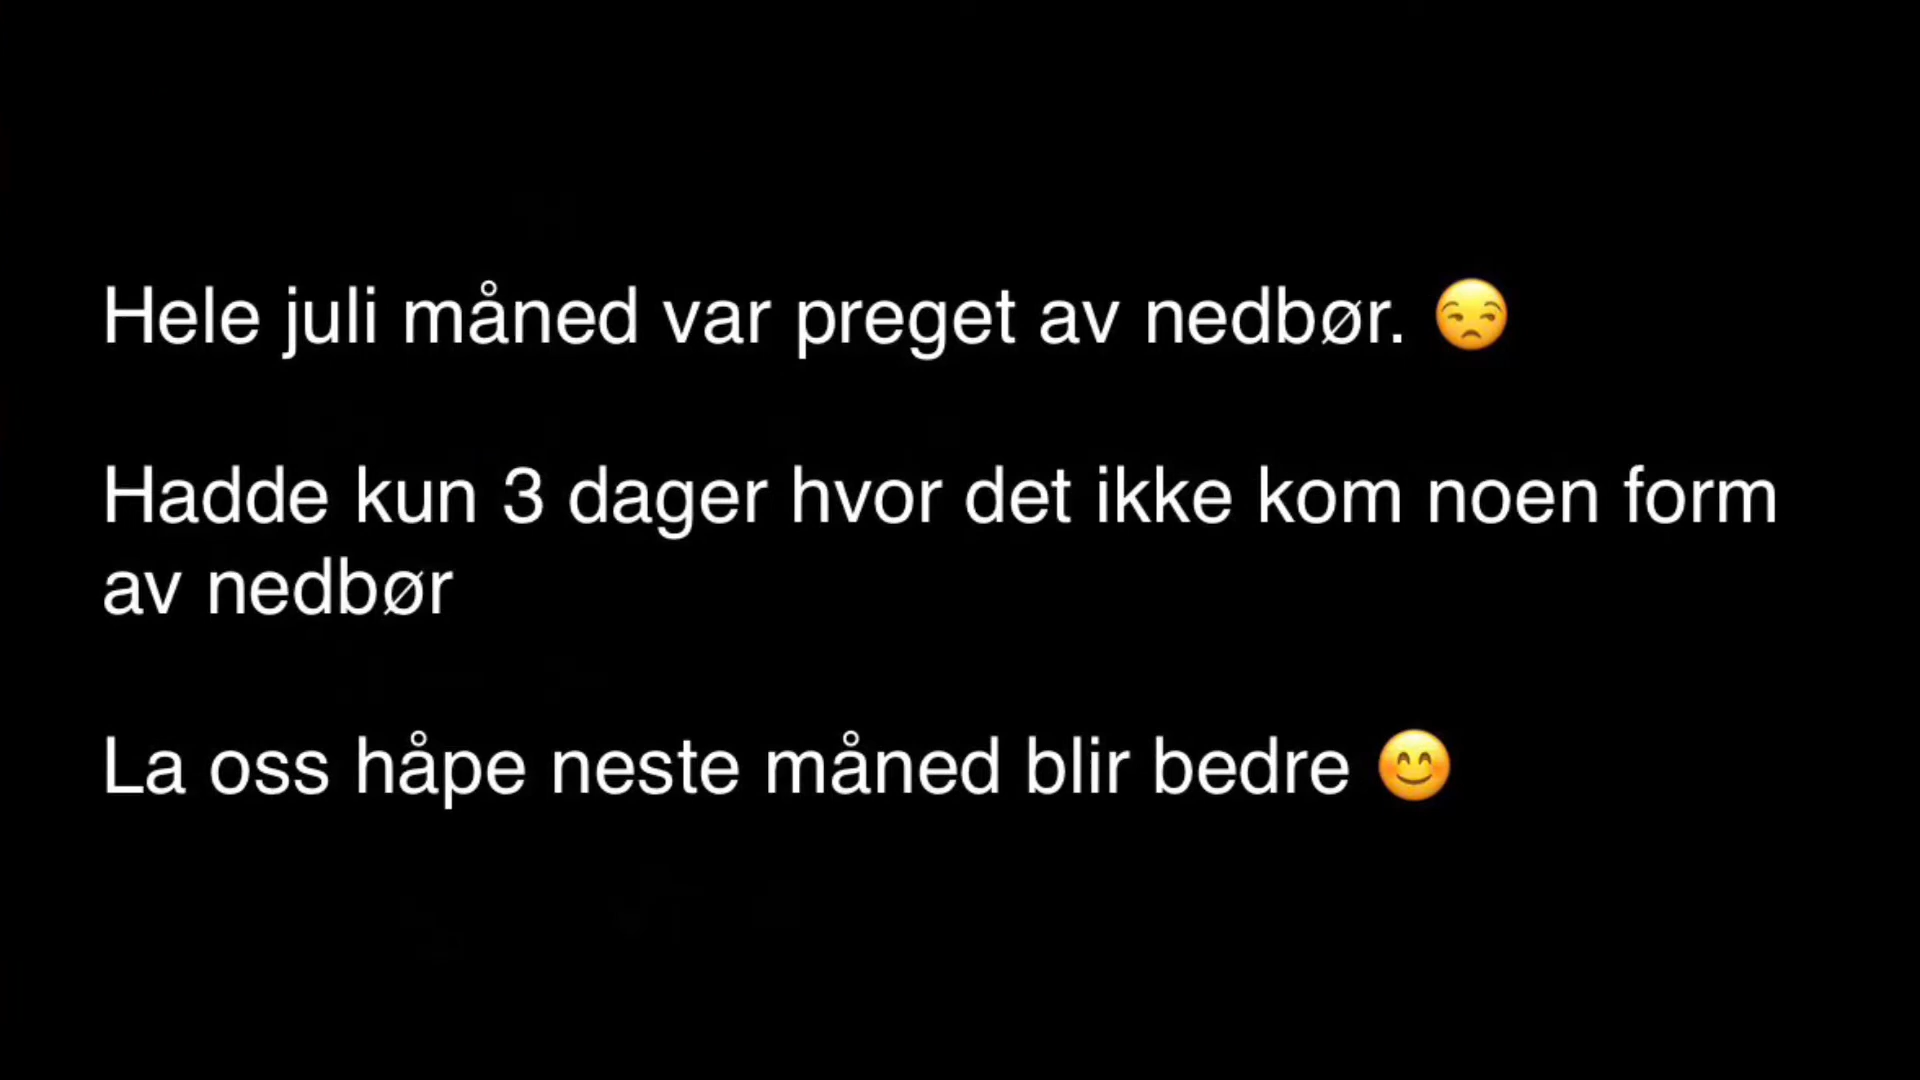 Hele juli måned var preget av nedbør. 😒
Hadde kun 3 dager hvor det ikke kom noen form
av nedbør
La oss håpe neste måned blir bedre 😊